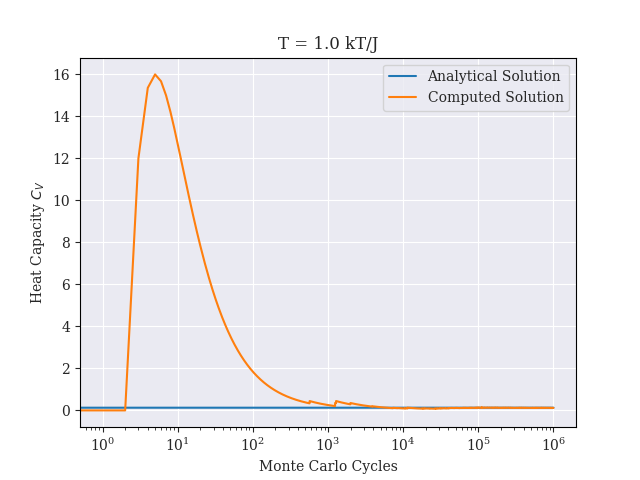 T = 1.0 kT/J
Analytical Solution
Computed Solution
Heat Capacity C_V
16
14
12
10
8
6
4
2
0
10^0 10^1 10^2 10^3 10^4 10^5 10^6
Monte Carlo Cycles